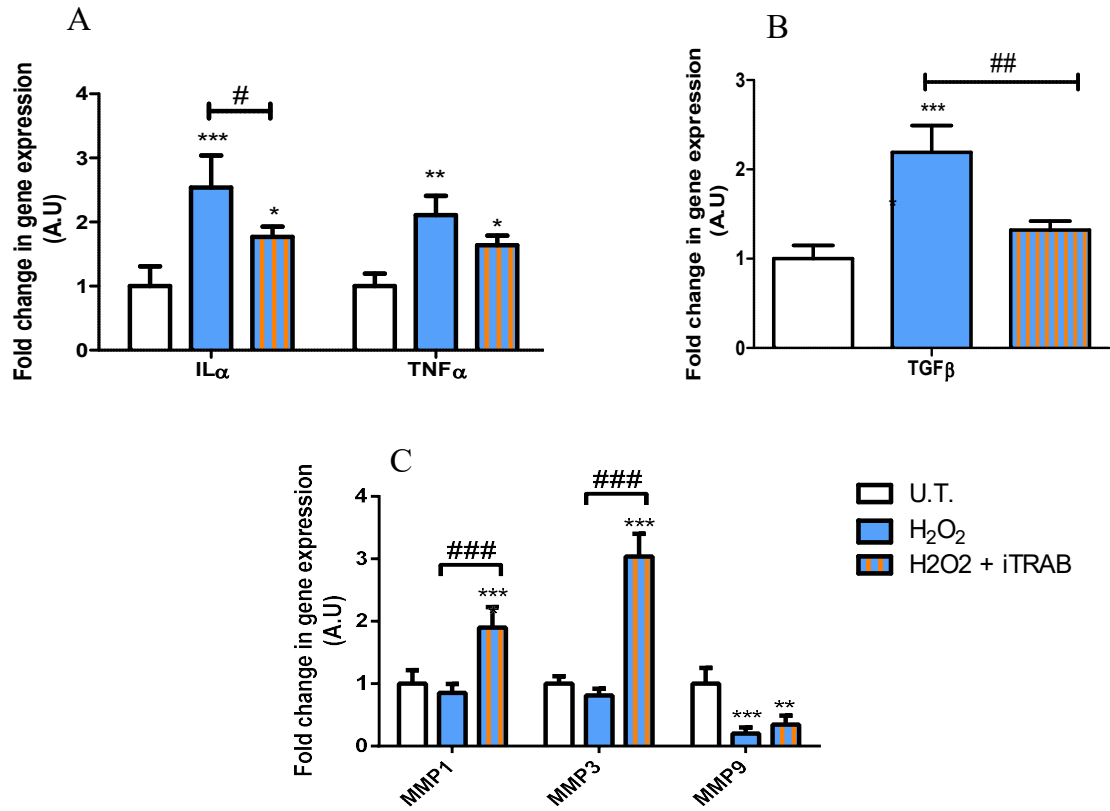 A
Fold change in gene expression
(A.U)
4
3
2
1
0
#
***
*
**
*
ILα
TNFα
B
Fold change in gene expression
(A.U)
3
2
1
0
##
***
*
TGFβ
C
Fold change in gene expression
(A.U)
4
3
2
1
0
###
***
*
###
***
***
**
MMP1
MMP3
MMP9
U.T.
H₂O₂
H2O2 + iTRAB